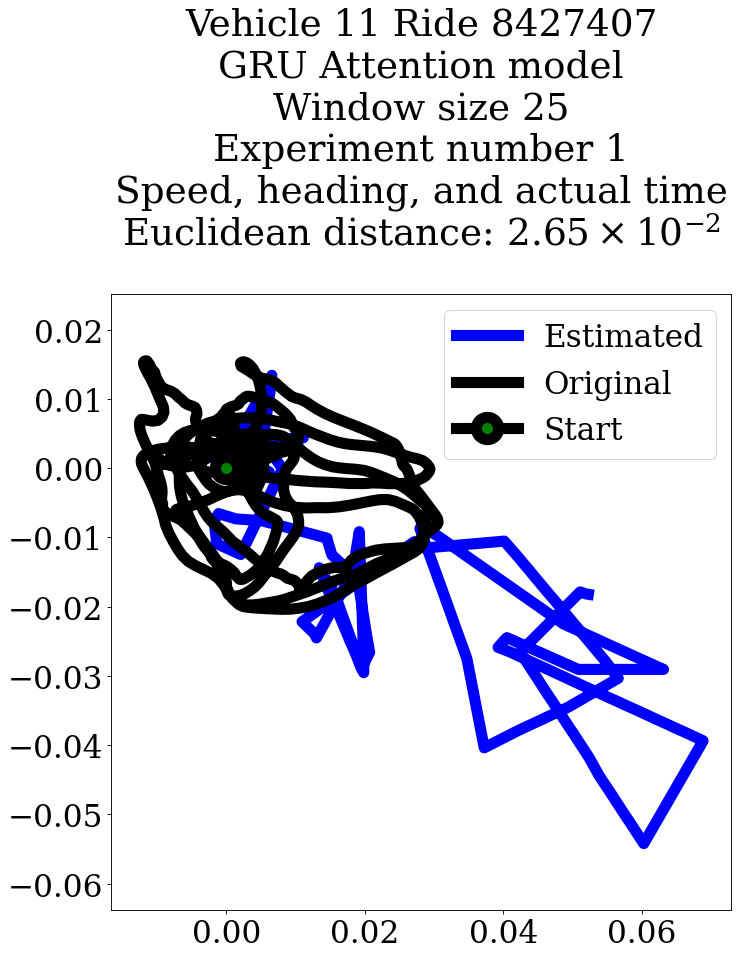 Vehicle 11 Ride 8427407
GRU Attention model
Window size 25
Experiment number 1
Speed, heading, and actual time
Euclidean distance: 2.65 × 10⁻²
Estimated
Original
Start
0.02
0.01
0.00
−0.01
−0.02
−0.03
−0.04
−0.05
−0.06
0.00 0.02 0.04 0.06